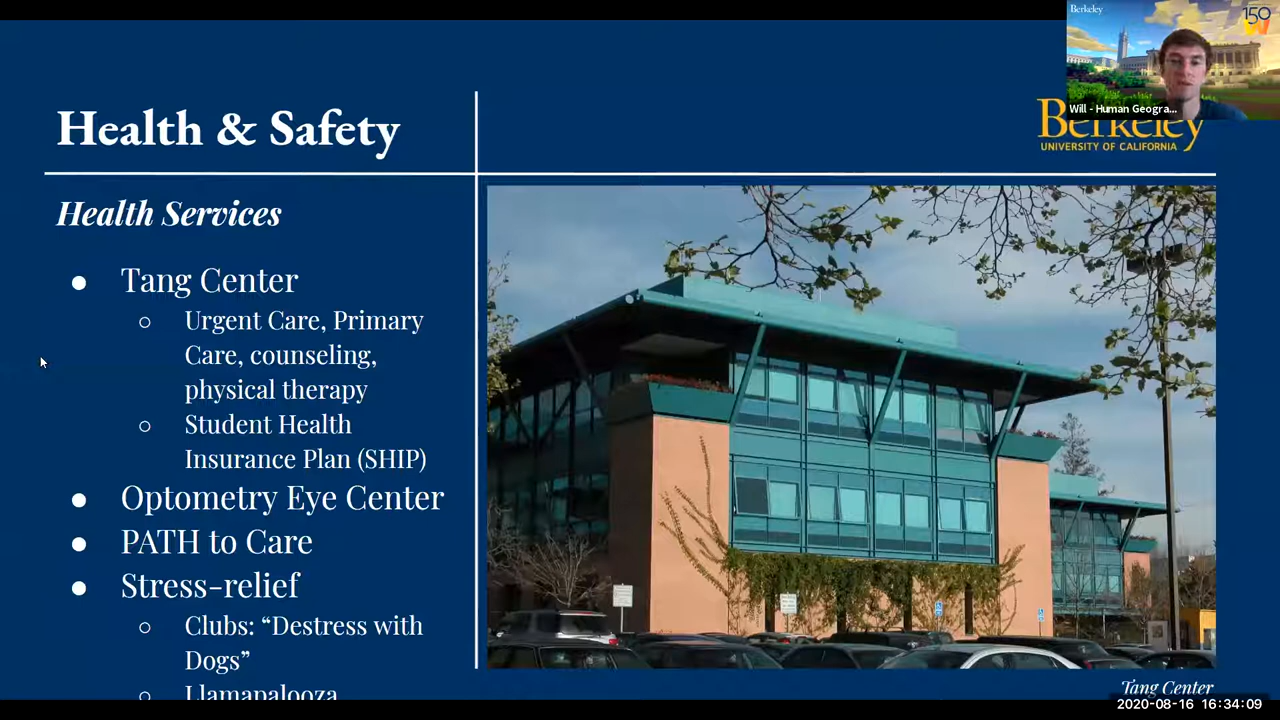 Berkeley
150
Will - Human Geogra...
Health & Safety
Berkeley
UNIVERSITY OF CALIFORNIA
Health Services
Tang Center
Urgent Care, Primary
Care, counseling,
physical therapy
Student Health
Insurance Plan (SHIP)
Optometry Eye Center
PATH to Care
Stress-relief
Clubs: “Destress with
Dogs”
Llamapalooza
Tang Center
2020-08-16 16:34:09